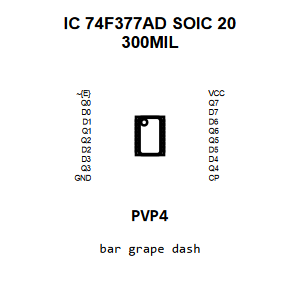 IC 74F377AD SOIC 20
300MIL
~{E} VCC
Q0 Q7
D0 D7
D1 D6
Q1 Q6
Q2 Q5
D2 D5
D3 D4
Q3 Q4
GND CP
PVP4
bar grape dash